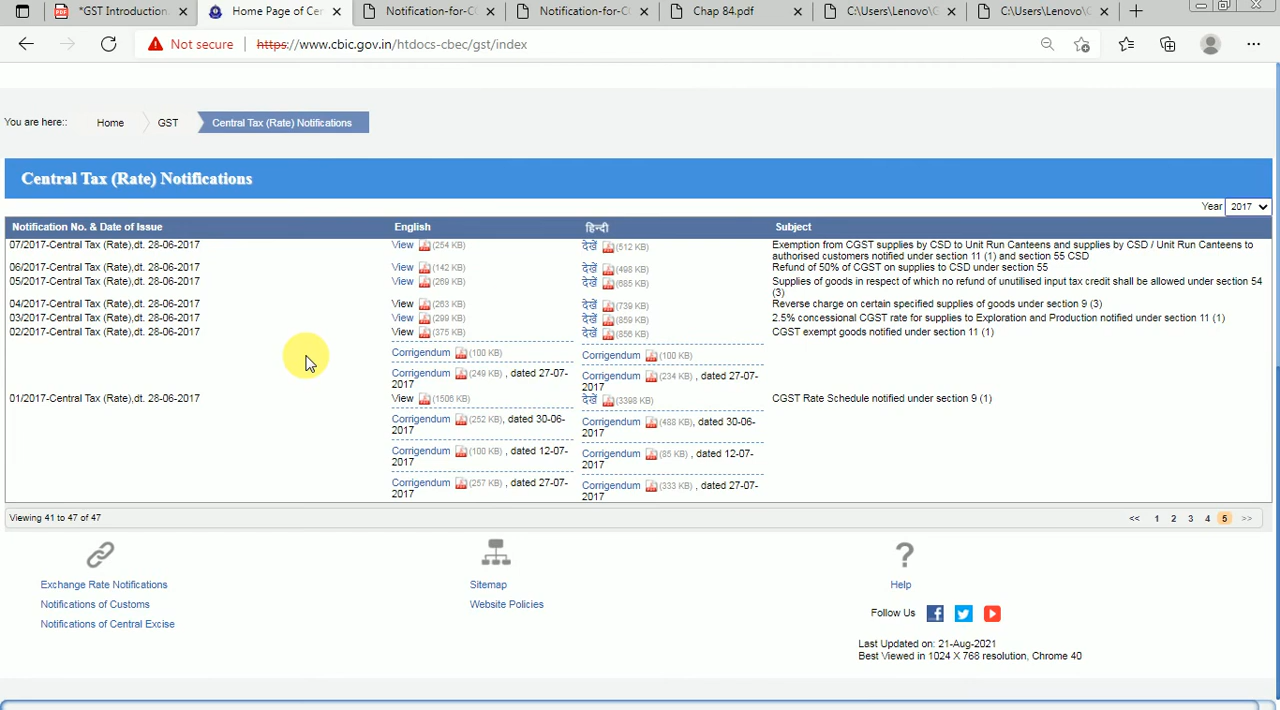 *GST Introduction.
Home Page of Cer
Notification-for-C
Notification-for-C
Chap 84.pdf
C:\Users\Lenovo\
C:\Users\Lenovo\
Not secure
https://www.cbic.gov.in/htdocs-cbec/gst/index
You are here::
Home
GST
Central Tax (Rate) Notifications
Central Tax (Rate) Notifications
Year 2017
Notification No. & Date of Issue English हिन्दी Subject
07/2017-Central Tax (Rate),dt. 28-06-2017 View (254 KB) देखें (512 KB) Exemption from CGST supplies by CSD to Unit Run Canteens and supplies by CSD / Unit Run Canteens to
authorised customers notified under section 11 (1) and section 55 CSD
06/2017-Central Tax (Rate),dt. 28-06-2017 View (142 KB) देखें (498 KB) Refund of 50% of CGST on supplies to CSD under section 55
05/2017-Central Tax (Rate),dt. 28-06-2017 View (269 KB) देखें (685 KB) Supplies of goods in respect of which no refund of unutilised input tax credit shall be allowed under section 54
(3)
04/2017-Central Tax (Rate),dt. 28-06-2017 View (263 KB) देखें (739 KB) Reverse charge on certain specified supplies of goods under section 9 (3)
03/2017-Central Tax (Rate),dt. 28-06-2017 View (299 KB) देखें (859 KB) 2.5% concessional CGST rate for supplies to Exploration and Production notified under section 11 (1)
02/2017-Central Tax (Rate),dt. 28-06-2017 View (375 KB) देखें (856 KB) CGST exempt goods notified under section 11 (1)
Corrigendum (100 KB) Corrigendum (100 KB)
Corrigendum (249 KB) , dated 27-07- Corrigendum (234 KB) , dated 27-07-
2017 2017
01/2017-Central Tax (Rate),dt. 28-06-2017 View (1506 KB) देखें (3398 KB) CGST Rate Schedule notified under section 9 (1)
Corrigendum (252 KB), dated 30-06- Corrigendum (488 KB) , dated 30-06-
2017 2017
Corrigendum (100 KB) , dated 12-07- Corrigendum (85 KB) , dated 12-07-
2017 2017
Corrigendum (257 KB) , dated 27-07- Corrigendum (333 KB) , dated 27-07-
2017 2017
Viewing 41 to 47 of 47 << 1 2 3 4 5 >>
Exchange Rate Notifications Sitemap Help
Notifications of Customs Website Policies
Notifications of Central Excise
Follow Us
Last Updated on: 21-Aug-2021
Best Viewed in 1024 X 768 resolution, Chrome 40